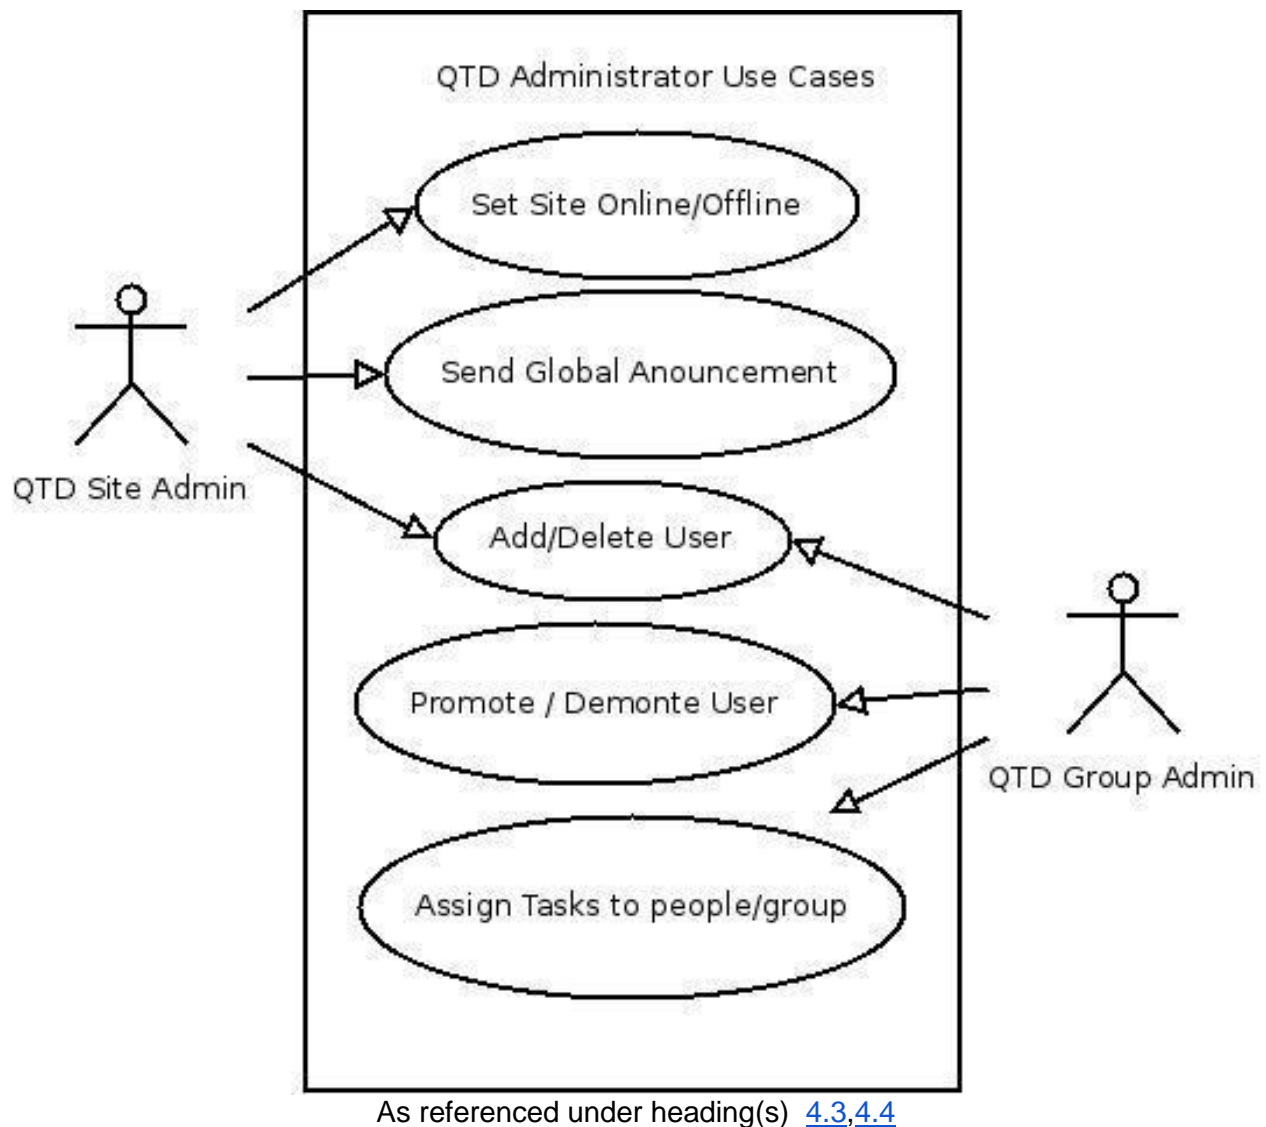 QTD Administrator Use Cases
Set Site Online/Offline
Send Global Anouncement
QTD Site Admin
Add/Delete User
Promote / Demonte User
QTD Group Admin
Assign Tasks to people/group
As referenced under heading(s) 4.3,4.4